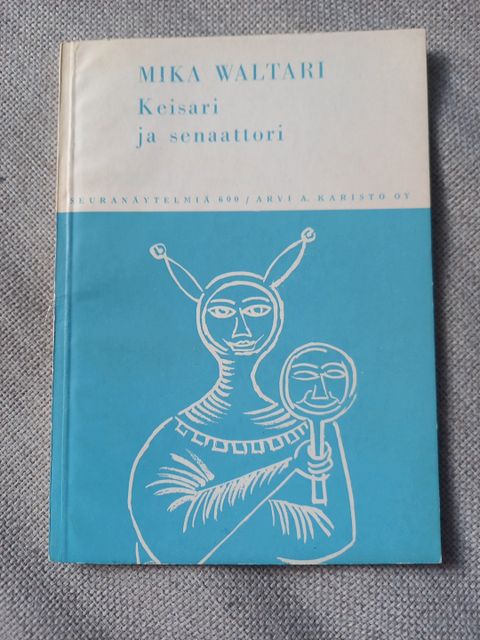 MIKA WALTARI
Keisari
ja senaattori
SEURANÄYTELMIÄ 600 / ARVI A. KARISTO OY